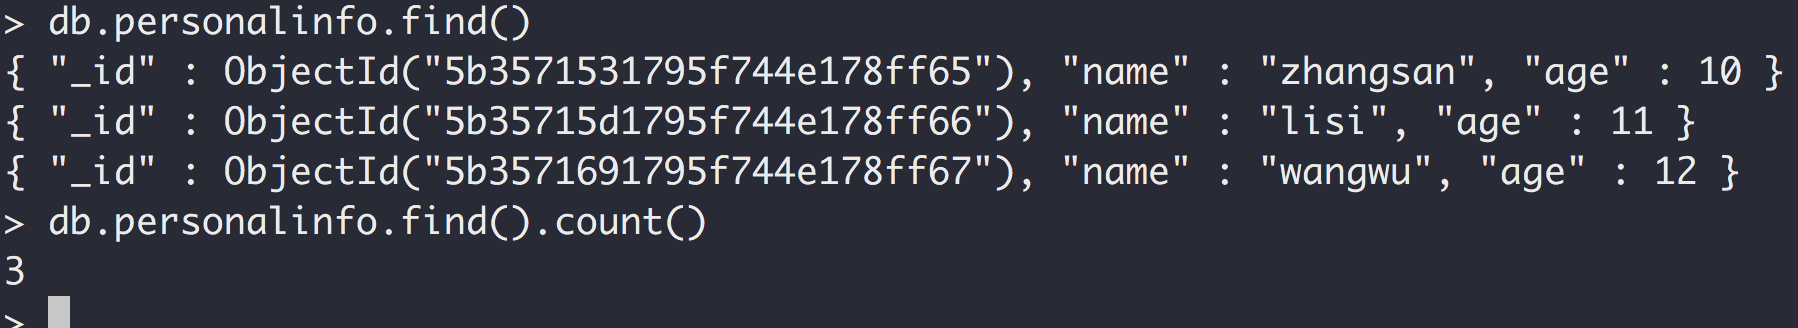 > db.personalinfo.find()
{ "_id" : ObjectId("5b3571531795f744e178ff65"), "name" : "zhangsan", "age" : 10 }
{ "_id" : ObjectId("5b35715d1795f744e178ff66"), "name" : "lisi", "age" : 11 }
{ "_id" : ObjectId("5b3571691795f744e178ff67"), "name" : "wangwu", "age" : 12 }
> db.personalinfo.find().count()
3
>